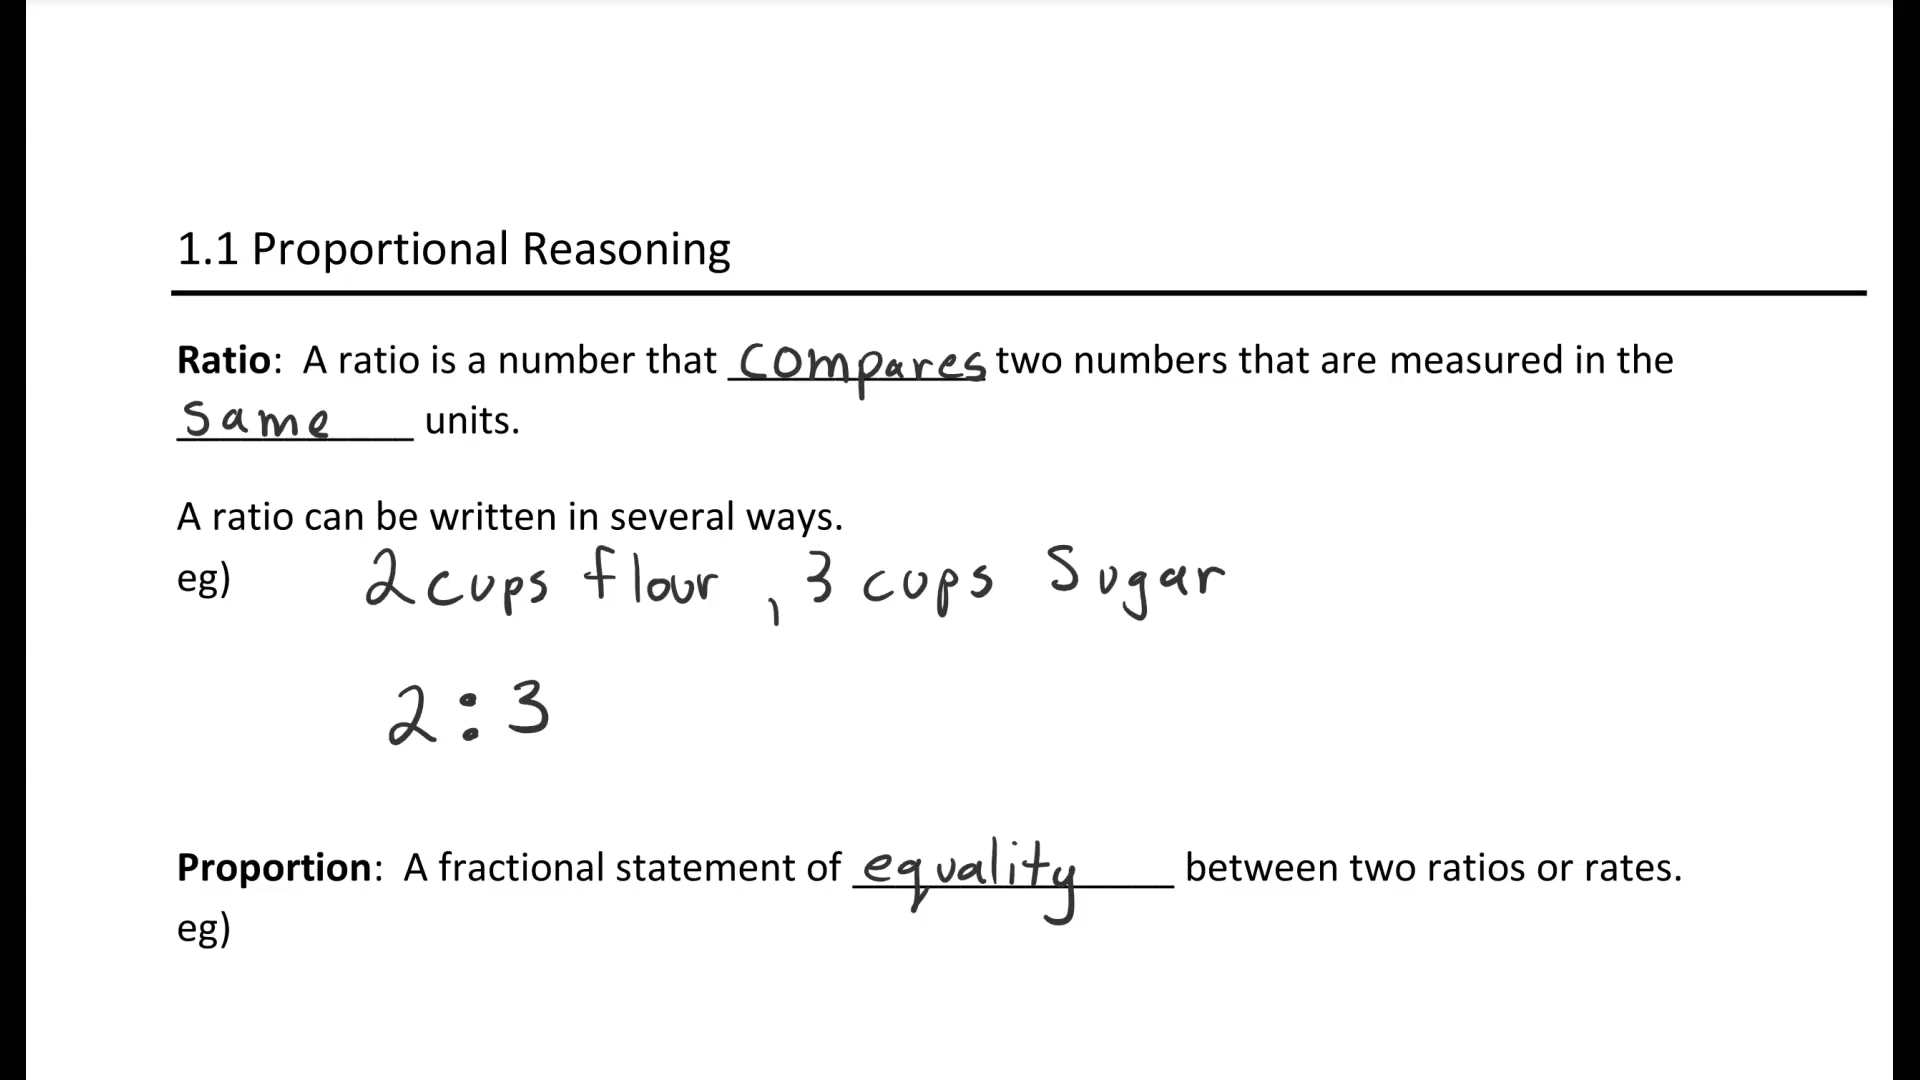 1.1 Proportional Reasoning
Ratio: A ratio is a number that compares two numbers that are measured in the
same units.
A ratio can be written in several ways.
eg) 2 cups flour , 3 cups Sugar
2 : 3
Proportion: A fractional statement of equality between two ratios or rates.
eg)